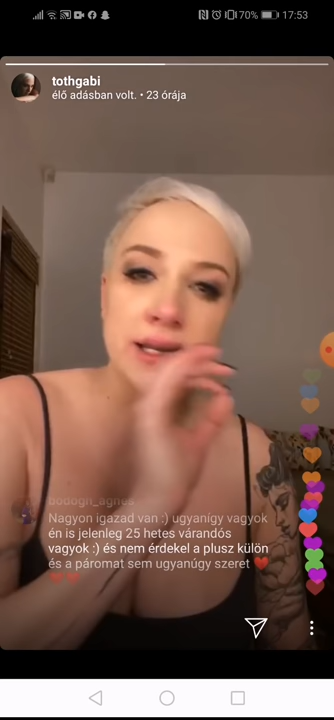 70% 17:53
tothgabi
élő adásban volt. • 23 órája
bodogh_agnes
Nagyon igazad van :) ugyanígy vagyok
én is jelenleg 25 hetes várandós
vagyok :) és nem érdekel a plusz külön
és a páromat sem ugyanúgy szeret ❤️
❤️ ❤️